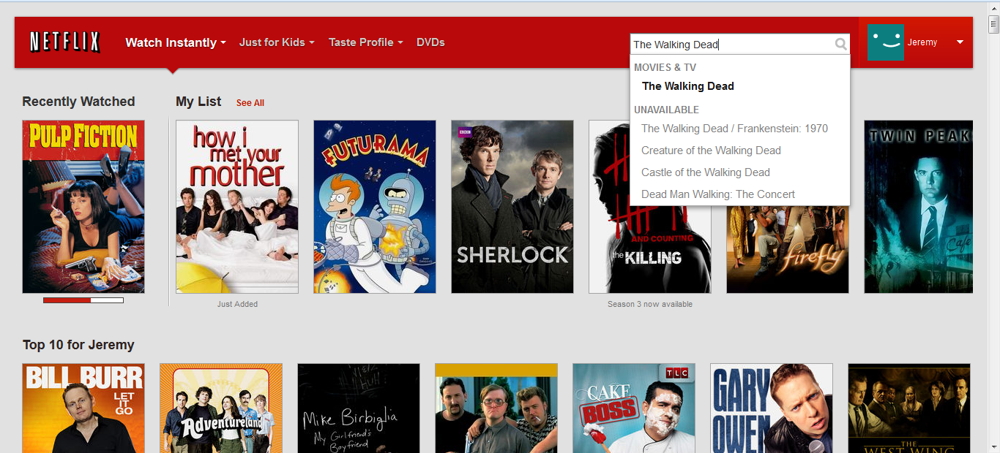 NETFLIX
Watch Instantly
Just for Kids
Taste Profile
DVDs
The Walking Dead
Jeremy
MOVIES & TV
The Walking Dead
UNAVAILABLE
The Walking Dead / Frankenstein: 1970
Creature of the Walking Dead
Castle of the Walking Dead
Dead Man Walking: The Concert
Recently Watched
My List
See All
PULP FICTION
how i
met your
mother
FUTURAMA
BBC
SHERLOCK
AND COUNTING
the KILLING
firefly
TWIN PEAKS
Cafe
Just Added
Season 3 now available
Top 10 for Jeremy
BILL BURR
LET
IT
GO
Adventureland
Mike Birbiglia
My Girlfriend's
Boyfriend
CAKE
BOSS
TLC
GARY
OWEN
THE
WEST WING